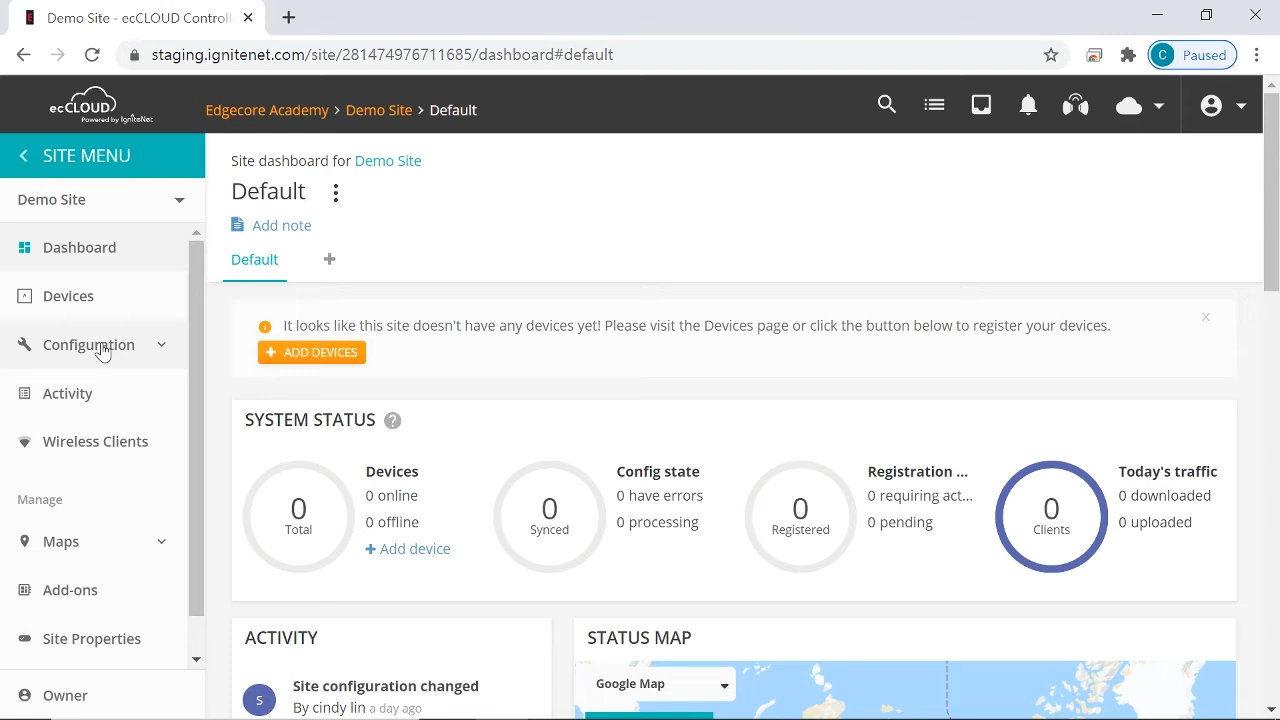 Demo Site - ecCLOUD Controll
staging.ignitenet.com/site/281474976711685/dashboard#default
C Paused
ecCLOUD
Powered by IgniteNet
Edgecore Academy > Demo Site > Default
SITE MENU
Demo Site
Dashboard
Devices
Configuration
Activity
Wireless Clients
Manage
Maps
Add-ons
Site Properties
Owner
Site dashboard for Demo Site
Default
Add note
Default
It looks like this site doesn't have any devices yet! Please visit the Devices page or click the button below to register your devices.
+ ADD DEVICES
SYSTEM STATUS ?
0
Total
Devices
0 online
0 offline
+ Add device
0
Synced
Config state
0 have errors
0 processing
0
Registered
Registration ...
0 requiring act...
0 pending
0
Clients
Today's traffic
0 downloaded
0 uploaded
ACTIVITY
S
Site configuration changed
By cindy lin a day ago
STATUS MAP
Google Map